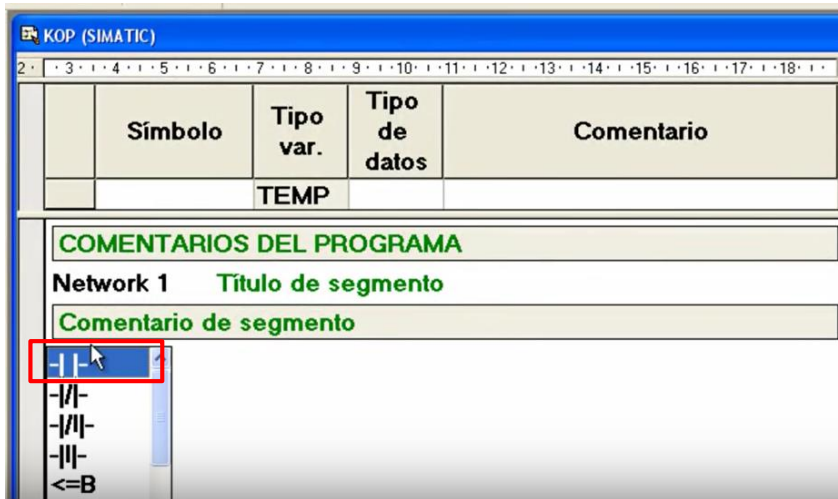 KOP (SIMATIC)
2 · · 3 · ı · 4 · ı · 5 · ı · 6 · ı · 7 · ı · 8 · ı · 9 · ı · 10 · ı · 11 · ı · 12 · ı · 13 · ı · 14 · ı · 15 · ı · 16 · ı · 17 · ı · 18 · ı ·
Símbolo Tipo var. Tipo de datos Comentario
TEMP
COMENTARIOS DEL PROGRAMA
Network 1 Título de segmento
Comentario de segmento
-| |-
-|/|-
-|/I|-
-|I|-
<=B